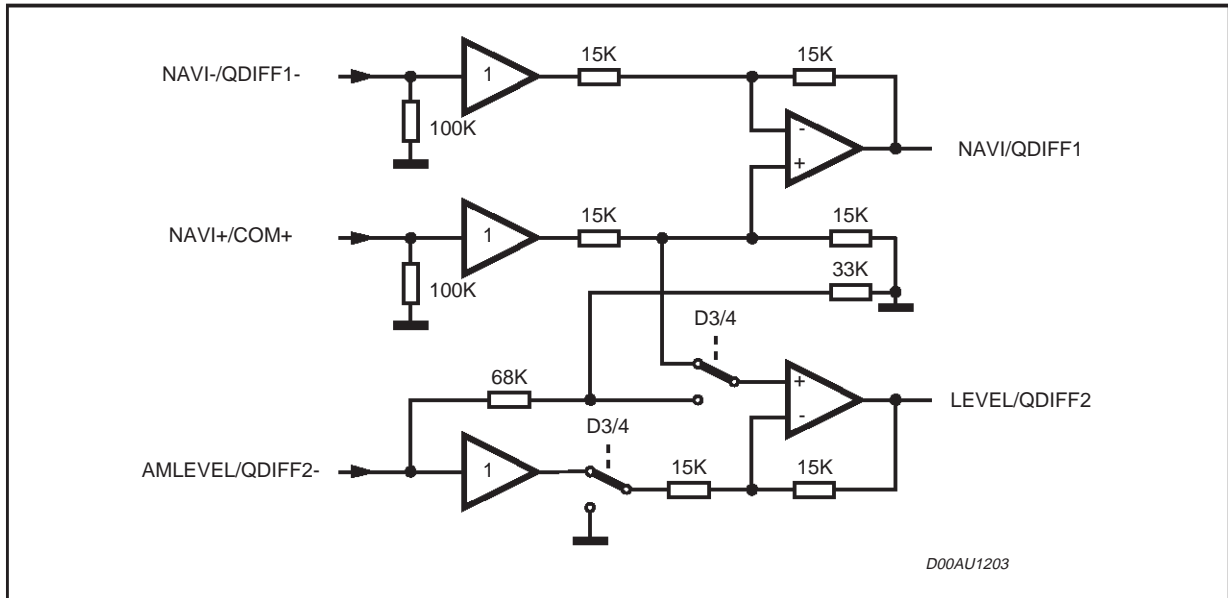 15K
15K
NAVI-/QDIFF1-
1
100K
-
+
NAVI/QDIFF1
15K
15K
NAVI+/COM+
1
33K
100K
D3/4
68K
+
-
LEVEL/QDIFF2
D3/4
AMLEVEL/QDIFF2-
1
15K
15K
D00AU1203